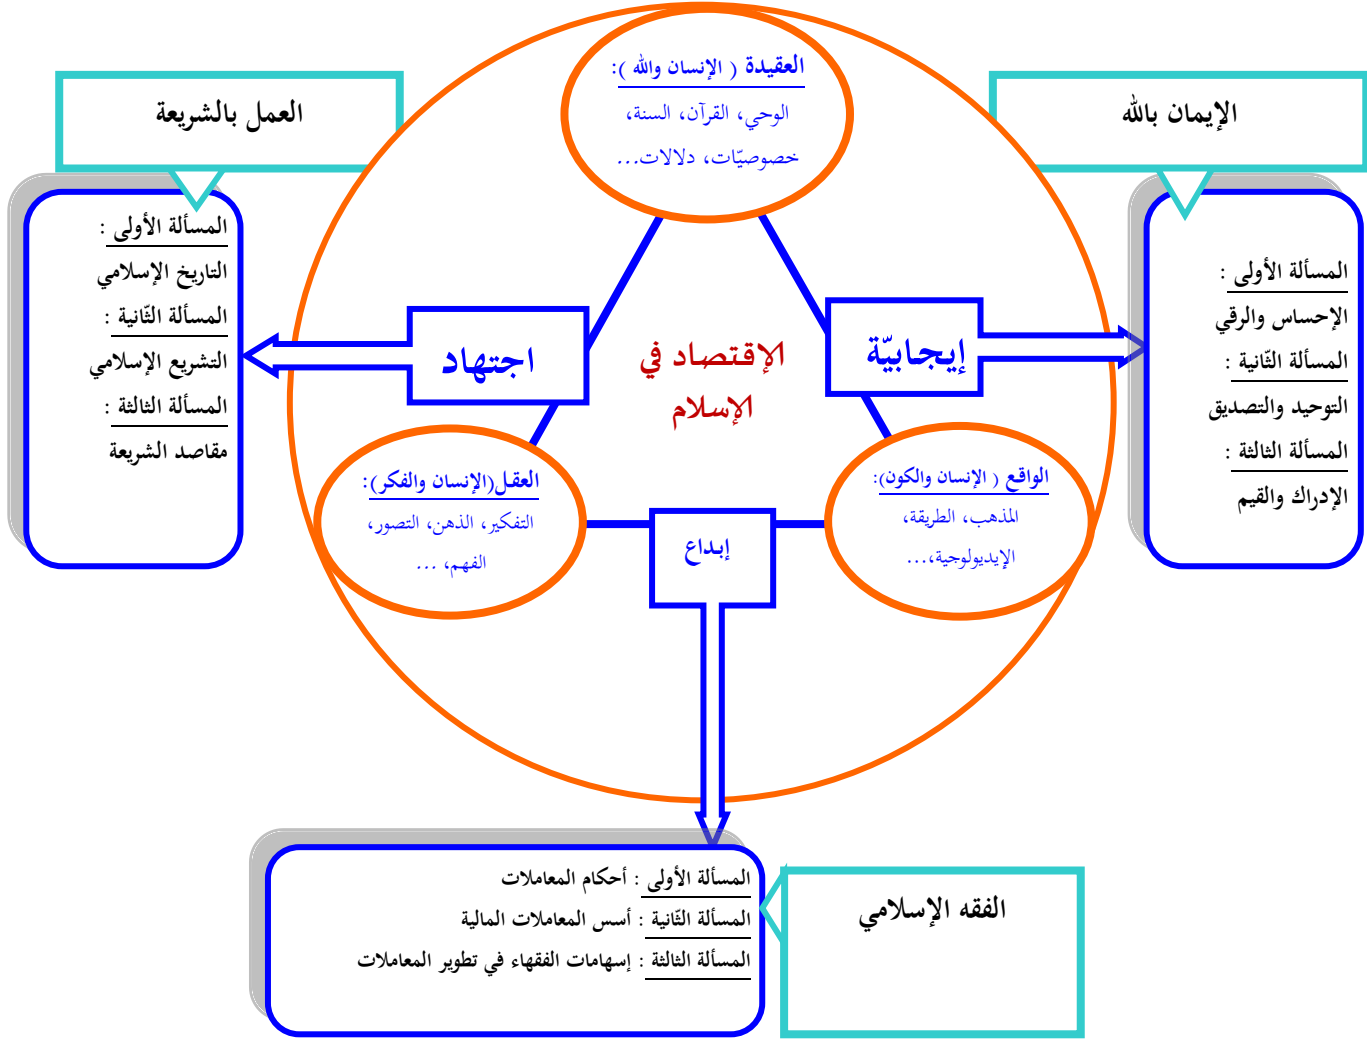 العقيدة ( الإنسان والله ):
الوحي، القرآن، السنة،
خصوصيّات، دلالات...
الإيمان بالله
العمل بالشريعة
المسألة الأولى :
الإحساس والرقي
المسألة الثّانية :
التوحيد والتصديق
المسألة الثالثة :
الإدراك والقيم
إيجابيّة
الإقتصاد في
الإسلام
اجتهاد
المسألة الأولى :
التاريخ الإسلامي
المسألة الثّانية :
التشريع الإسلامي
المسألة الثالثة :
مقاصد الشريعة
الواقع ( الإنسان والكون):
المذهب، الطريقة،
الإيديولوجية،...
إبداع
العقل(الإنسان والفكر):
التفكير، الذهن، التصور،
الفهم، ...
الفقه الإسلامي
المسألة الأولى : أحكام المعاملات
المسألة الثّانية : أسس المعاملات المالية
المسألة الثالثة : إسهامات الفقهاء في تطوير المعاملات